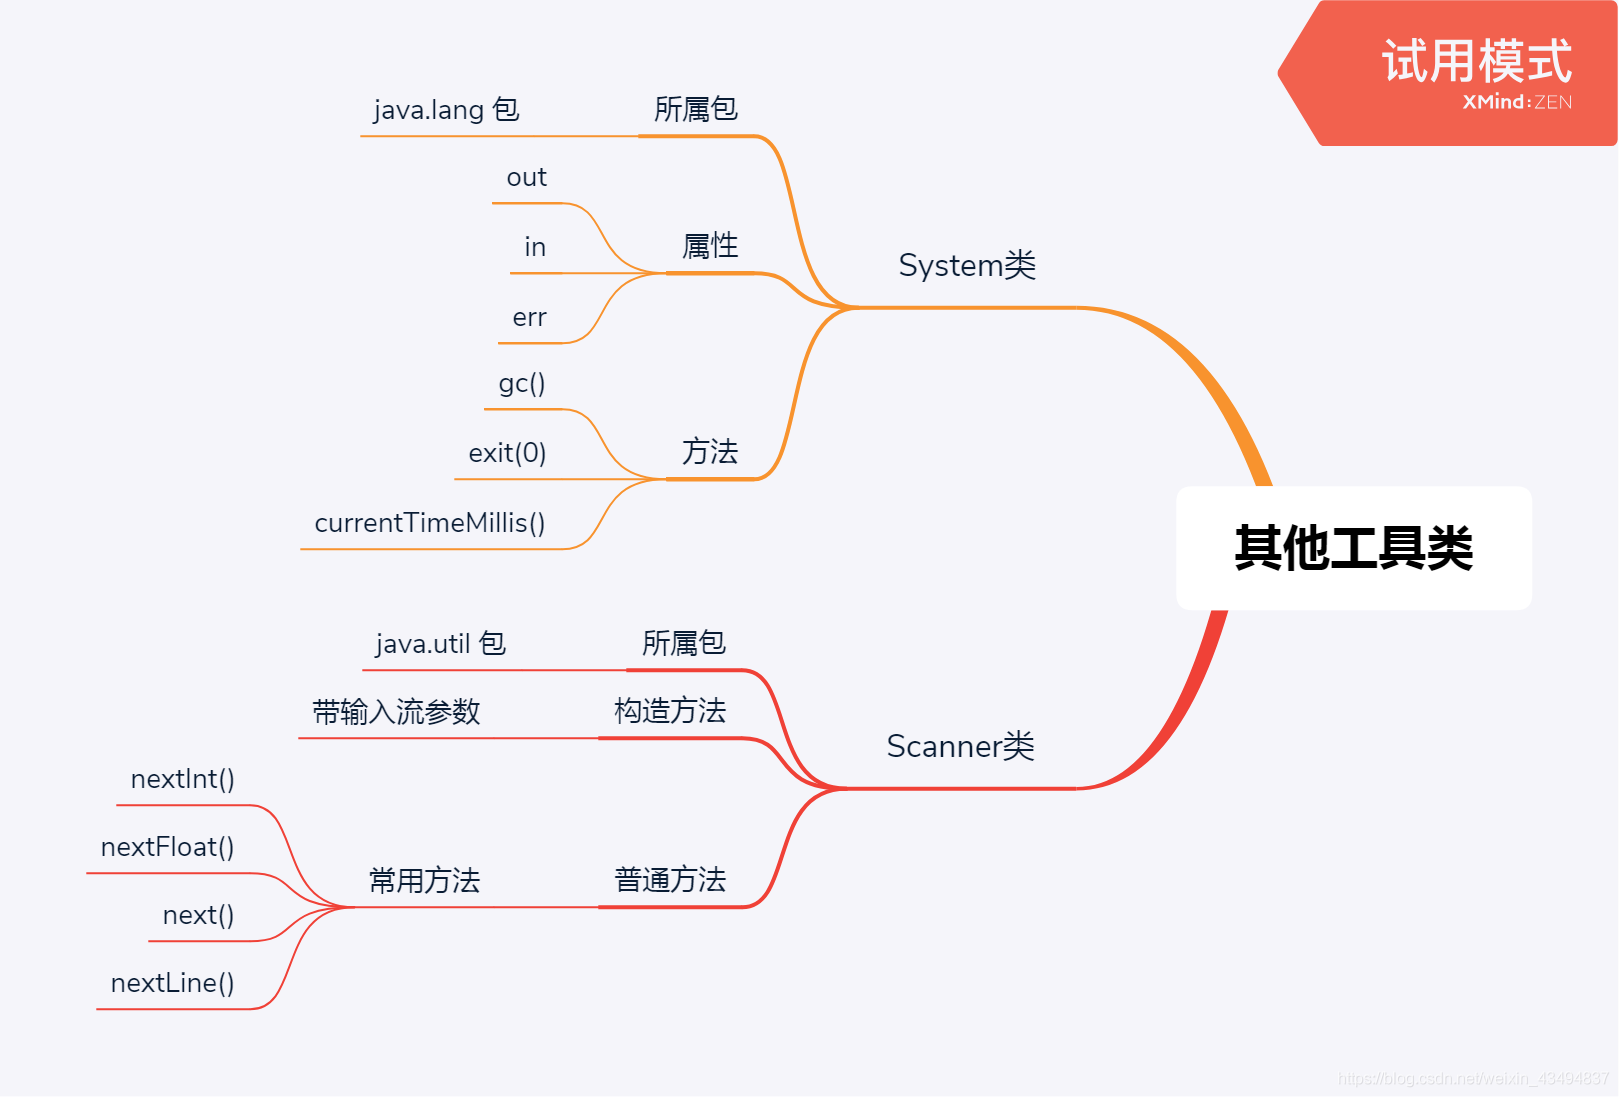 试用模式
XMind:ZEN
其他工具类
System类
所属包
java.lang 包
属性
out
in
err
方法
gc()
exit(0)
currentTimeMillis()
Scanner类
所属包
java.util 包
构造方法
带输入流参数
普通方法
常用方法
nextInt()
nextFloat()
next()
nextLine()
https://blog.csdn.net/weixin_43494837